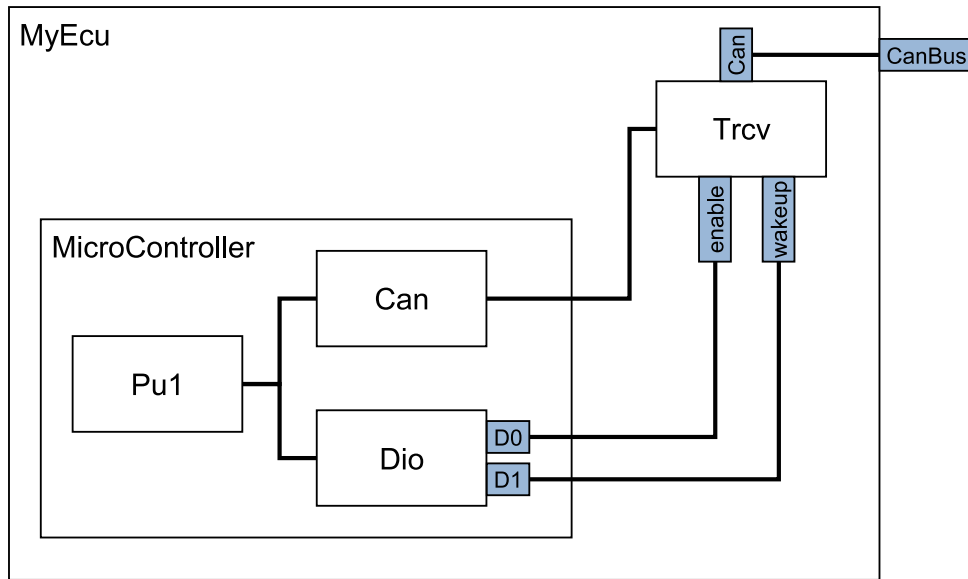 MyEcu
Can
CanBus
Trcv
enable
wakeup
MicroController
Can
Pu1
Dio
D0
D1